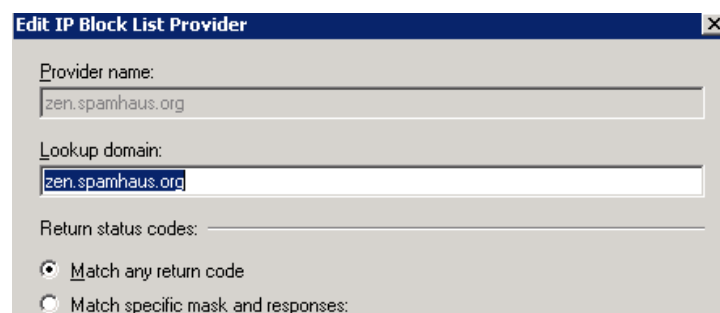 Edit IP Block List Provider
Provider name:
zen.spamhaus.org
Lookup domain:
zen.spamhaus.org
Return status codes:
Match any return code
Match specific mask and responses: